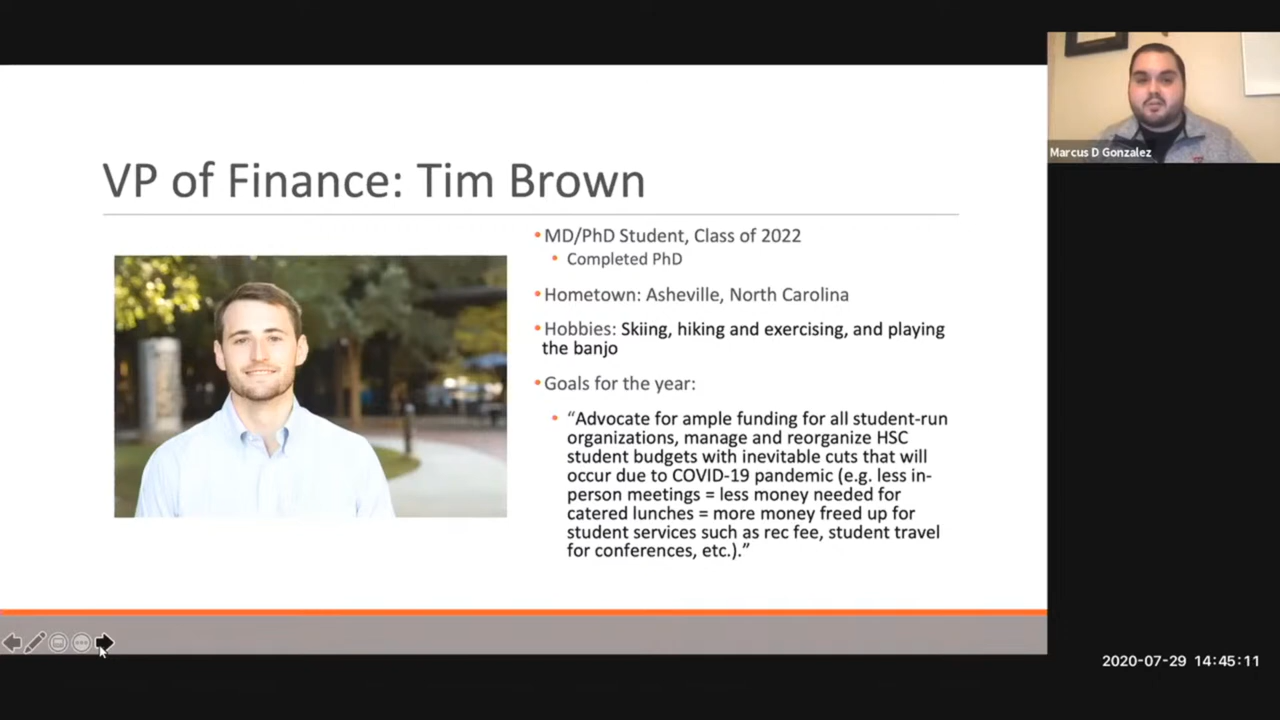 VP of Finance: Tim Brown
•MD/PhD Student, Class of 2022
• Completed PhD
•Hometown: Asheville, North Carolina
•Hobbies: Skiing, hiking and exercising, and playing
the banjo
•Goals for the year:
• “Advocate for ample funding for all student-run
organizations, manage and reorganize HSC
student budgets with inevitable cuts that will
occur due to COVID-19 pandemic (e.g. less in-
person meetings = less money needed for
catered lunches = more money freed up for
student services such as rec fee, student travel
for conferences, etc.).”
Marcus D Gonzalez
2020-07-29 14:45:11